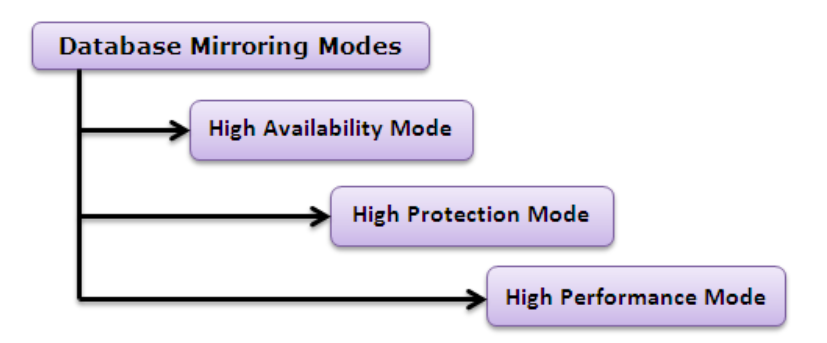 Database Mirroring Modes
High Availability Mode
High Protection Mode
High Performance Mode